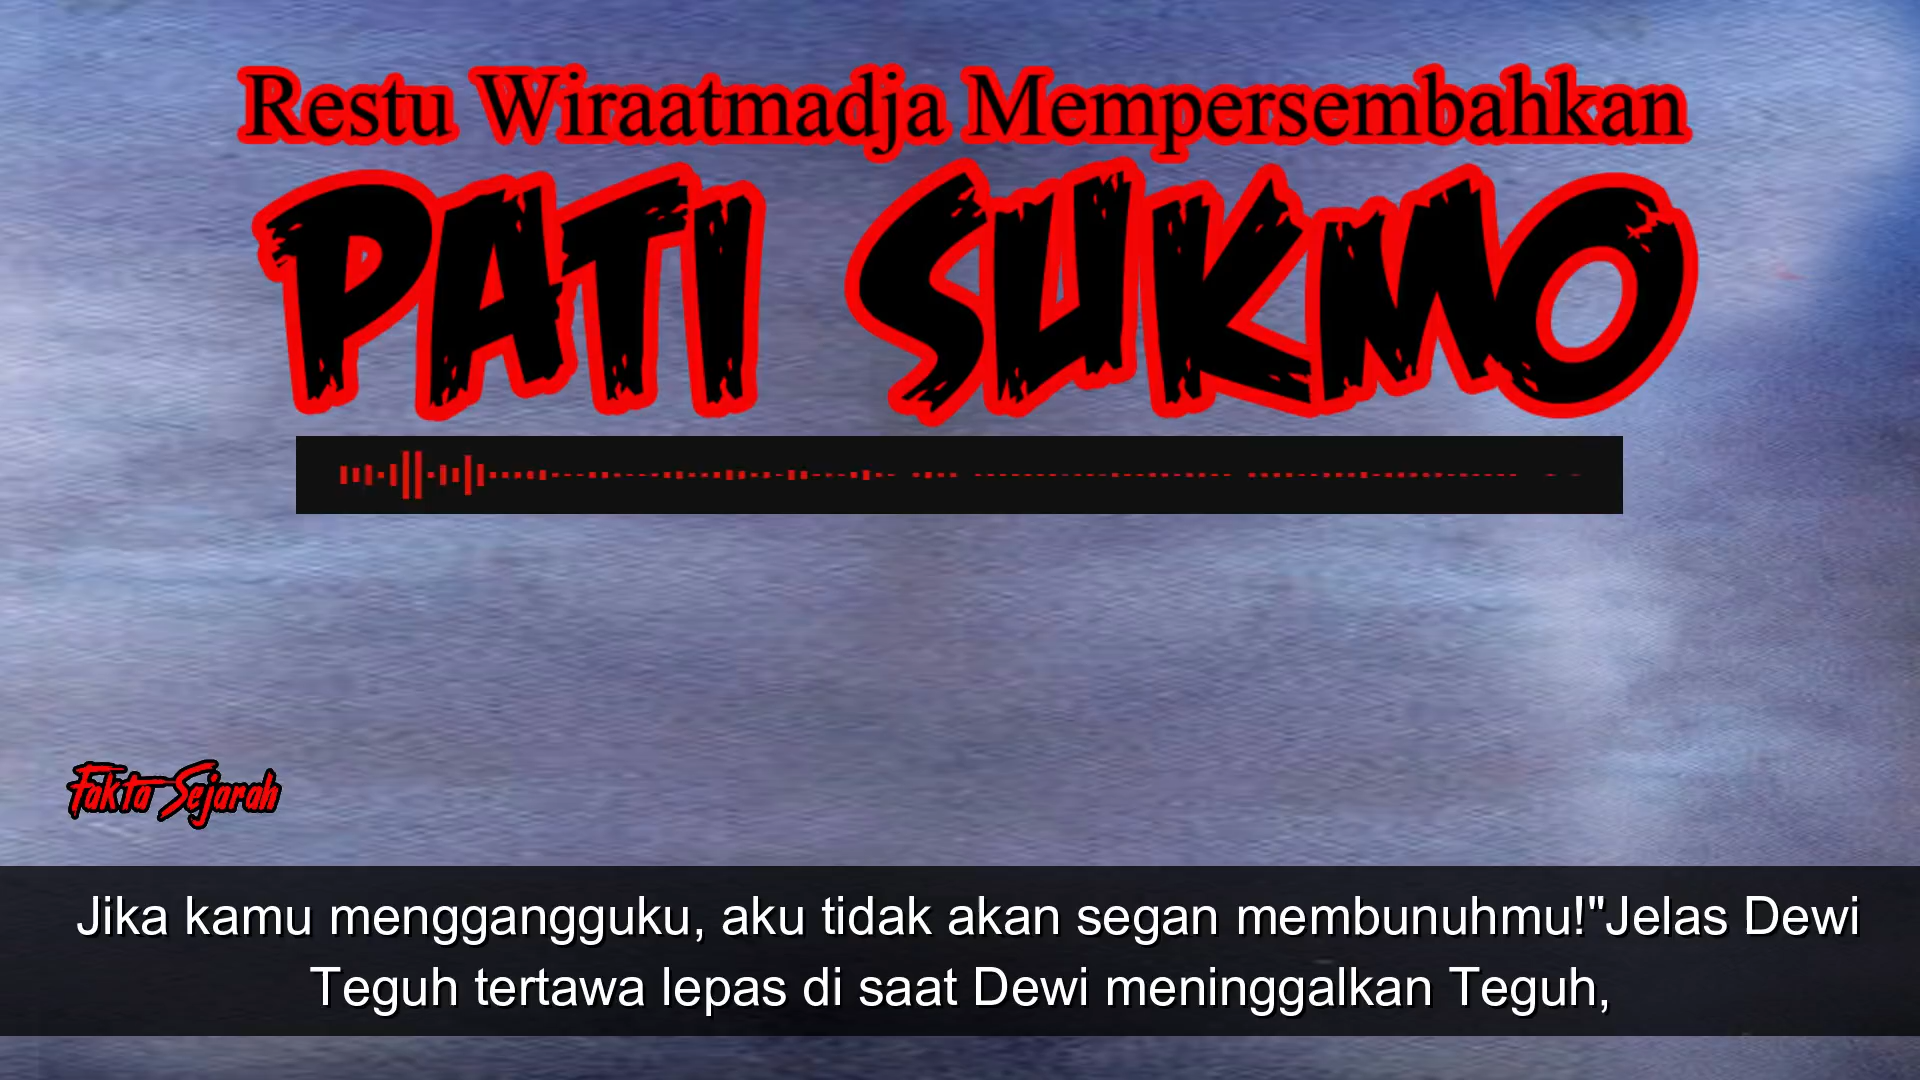 Restu Wiraatmadja Mempersembahkan
PATI SUKMO
Fakta Sejarah
Jika kamu menggangguku, aku tidak akan segan membunuhmu!"Jelas Dewi
Teguh tertawa lepas di saat Dewi meninggalkan Teguh,